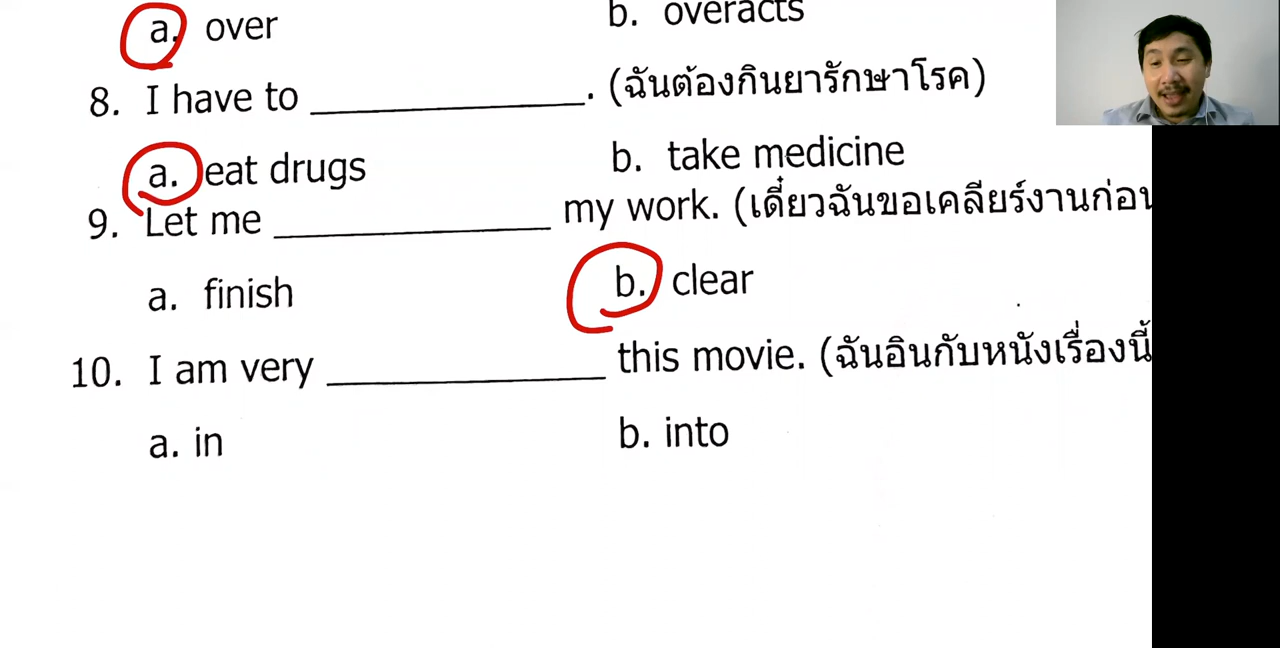 a. over
b. overacts
8. I have to ______________. (ฉันต้องกินยารักษาโรค)
a. eat drugs
b. take medicine
9. Let me ______________ my work. (เดี๋ยวฉันขอเคลียร์งานก่อน
a. finish
b. clear
10. I am very ______________ this movie. (ฉันอินกับหนังเรื่องนี้
a. in
b. into